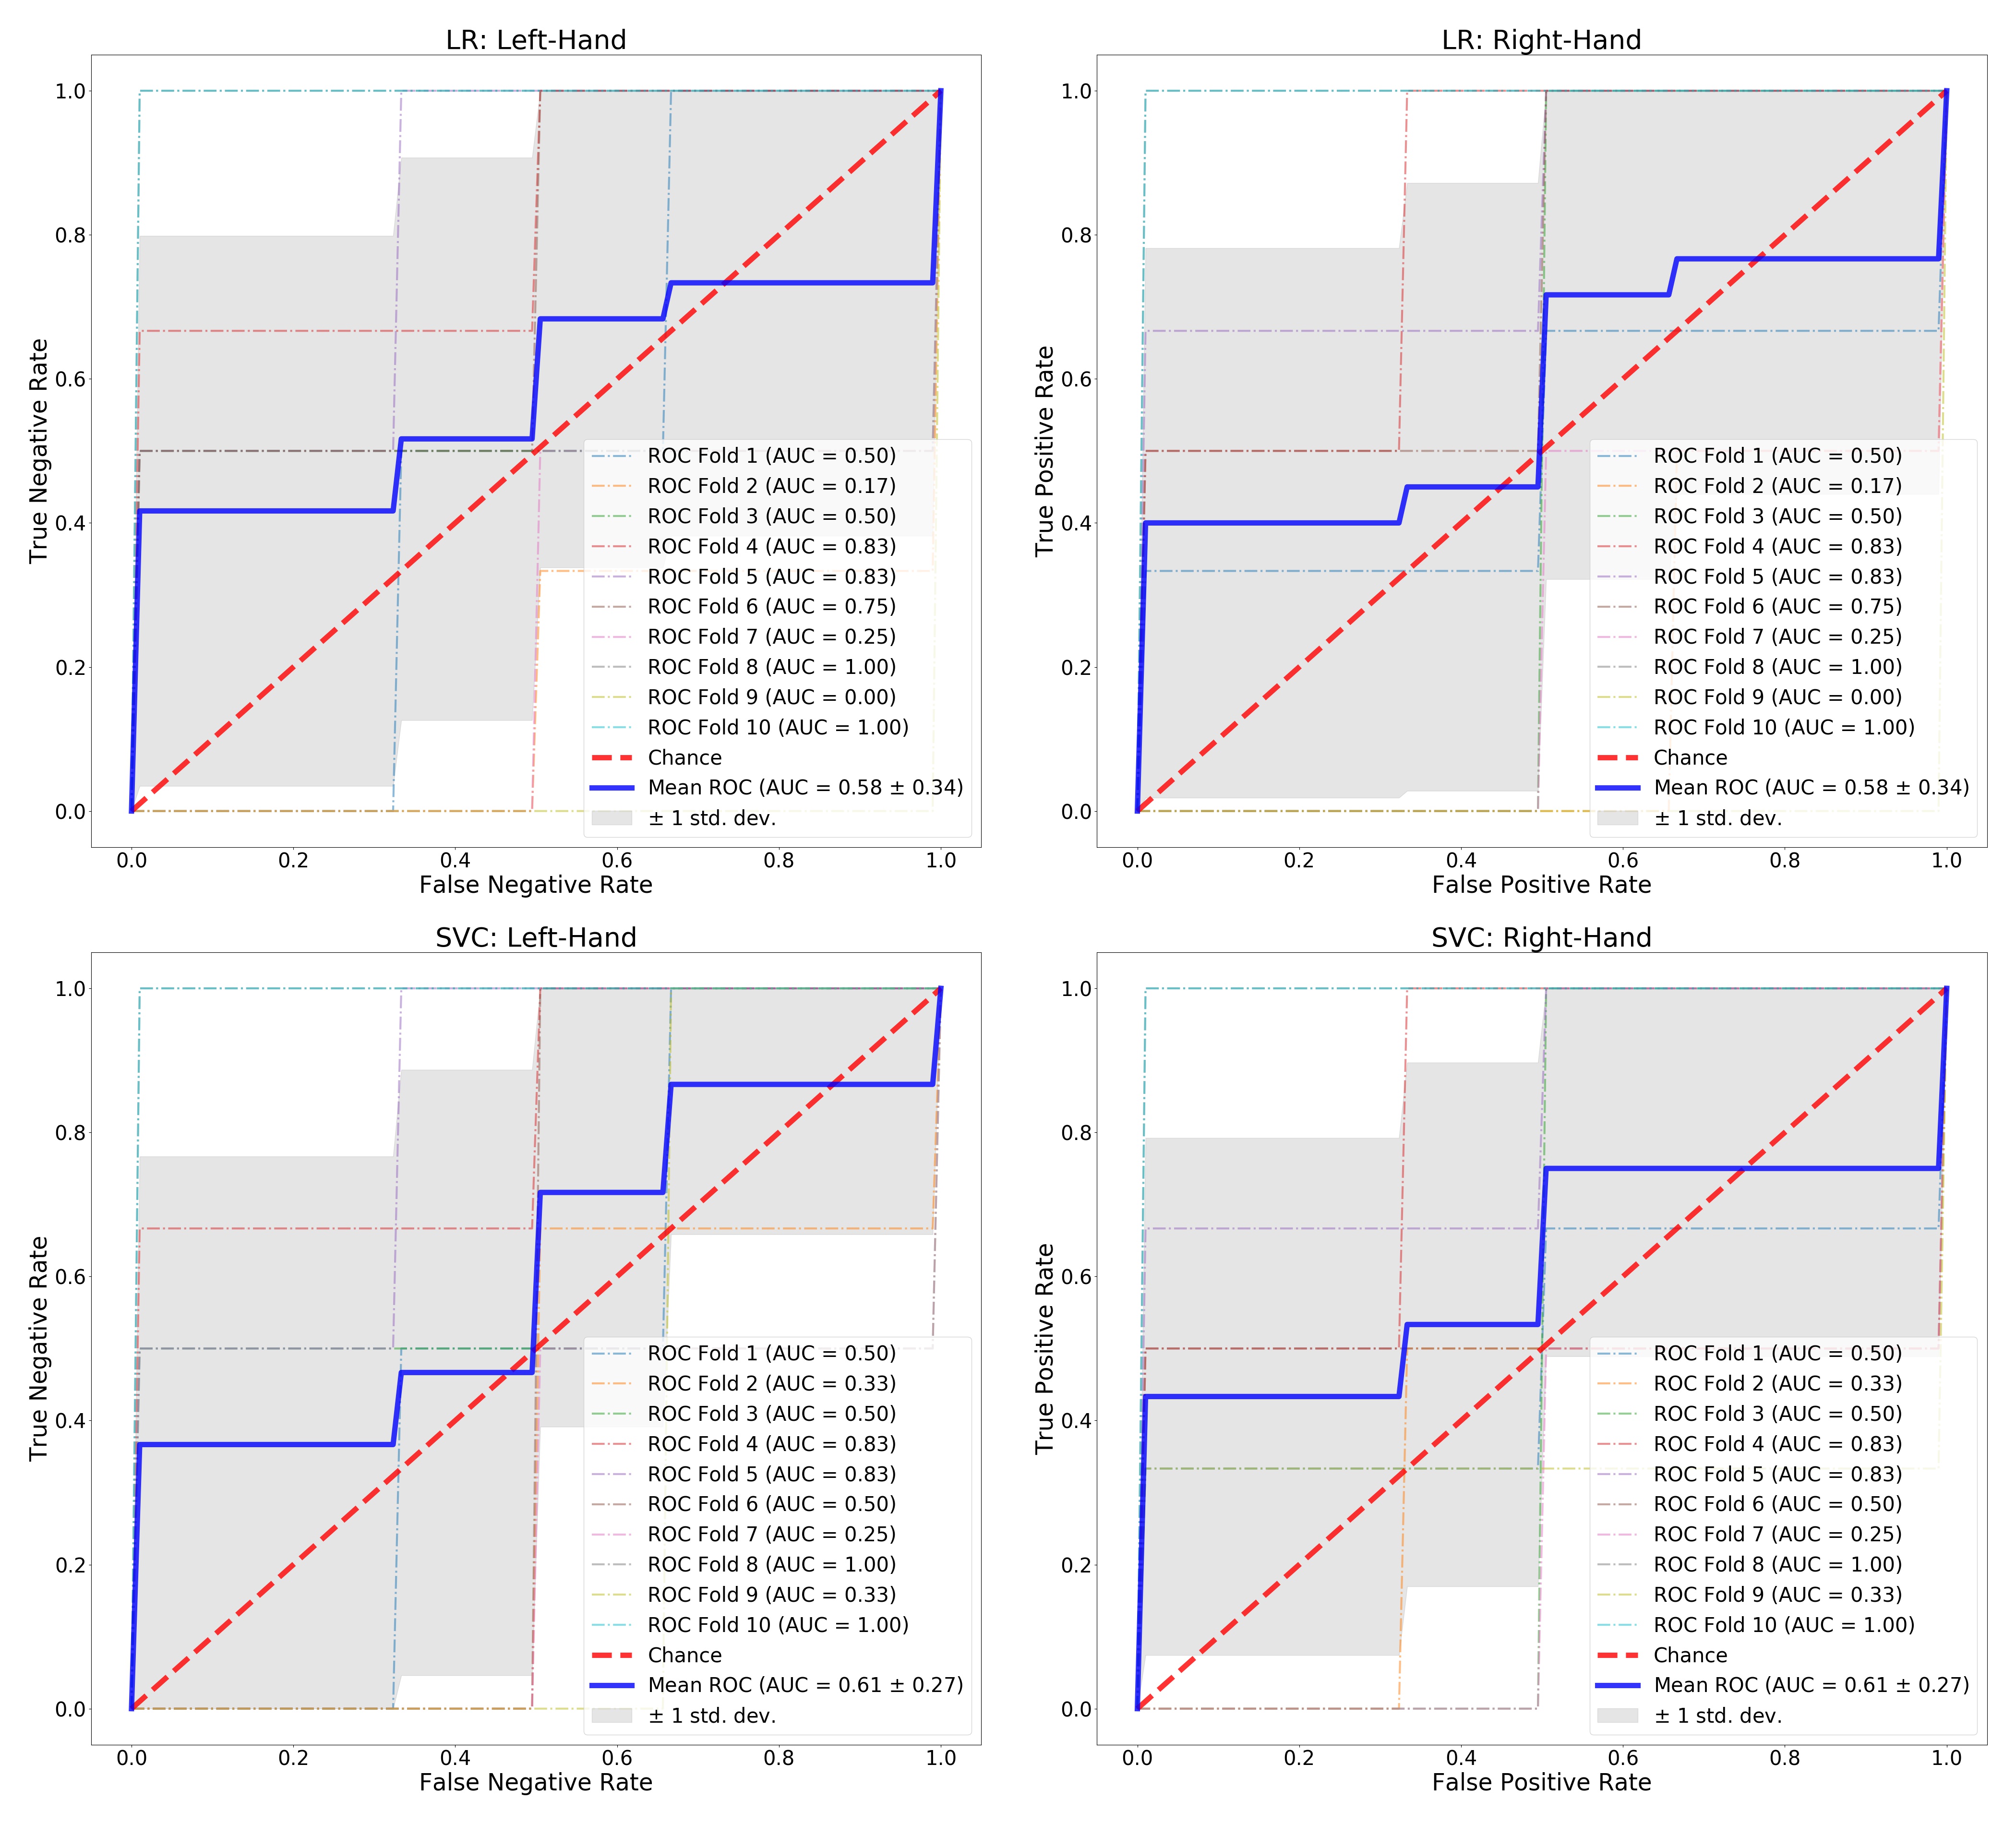 LR: Left-Hand
True Negative Rate
1.0
0.8
0.6
0.4
0.2
0.0
ROC Fold 1 (AUC = 0.50)
ROC Fold 2 (AUC = 0.17)
ROC Fold 3 (AUC = 0.50)
ROC Fold 4 (AUC = 0.83)
ROC Fold 5 (AUC = 0.83)
ROC Fold 6 (AUC = 0.75)
ROC Fold 7 (AUC = 0.25)
ROC Fold 8 (AUC = 1.00)
ROC Fold 9 (AUC = 0.00)
ROC Fold 10 (AUC = 1.00)
Chance
Mean ROC (AUC = 0.58 ± 0.34)
± 1 std. dev.
0.0 0.2 0.4 0.6 0.8 1.0
False Negative Rate
LR: Right-Hand
True Positive Rate
1.0
0.8
0.6
0.4
0.2
0.0
ROC Fold 1 (AUC = 0.50)
ROC Fold 2 (AUC = 0.17)
ROC Fold 3 (AUC = 0.50)
ROC Fold 4 (AUC = 0.83)
ROC Fold 5 (AUC = 0.83)
ROC Fold 6 (AUC = 0.75)
ROC Fold 7 (AUC = 0.25)
ROC Fold 8 (AUC = 1.00)
ROC Fold 9 (AUC = 0.00)
ROC Fold 10 (AUC = 1.00)
Chance
Mean ROC (AUC = 0.58 ± 0.34)
± 1 std. dev.
0.0 0.2 0.4 0.6 0.8 1.0
False Positive Rate
SVC: Left-Hand
True Negative Rate
1.0
0.8
0.6
0.4
0.2
0.0
ROC Fold 1 (AUC = 0.50)
ROC Fold 2 (AUC = 0.33)
ROC Fold 3 (AUC = 0.50)
ROC Fold 4 (AUC = 0.83)
ROC Fold 5 (AUC = 0.83)
ROC Fold 6 (AUC = 0.50)
ROC Fold 7 (AUC = 0.25)
ROC Fold 8 (AUC = 1.00)
ROC Fold 9 (AUC = 0.33)
ROC Fold 10 (AUC = 1.00)
Chance
Mean ROC (AUC = 0.61 ± 0.27)
± 1 std. dev.
0.0 0.2 0.4 0.6 0.8 1.0
False Negative Rate
SVC: Right-Hand
True Positive Rate
1.0
0.8
0.6
0.4
0.2
0.0
ROC Fold 1 (AUC = 0.50)
ROC Fold 2 (AUC = 0.33)
ROC Fold 3 (AUC = 0.50)
ROC Fold 4 (AUC = 0.83)
ROC Fold 5 (AUC = 0.83)
ROC Fold 6 (AUC = 0.50)
ROC Fold 7 (AUC = 0.25)
ROC Fold 8 (AUC = 1.00)
ROC Fold 9 (AUC = 0.33)
ROC Fold 10 (AUC = 1.00)
Chance
Mean ROC (AUC = 0.61 ± 0.27)
± 1 std. dev.
0.0 0.2 0.4 0.6 0.8 1.0
False Positive Rate